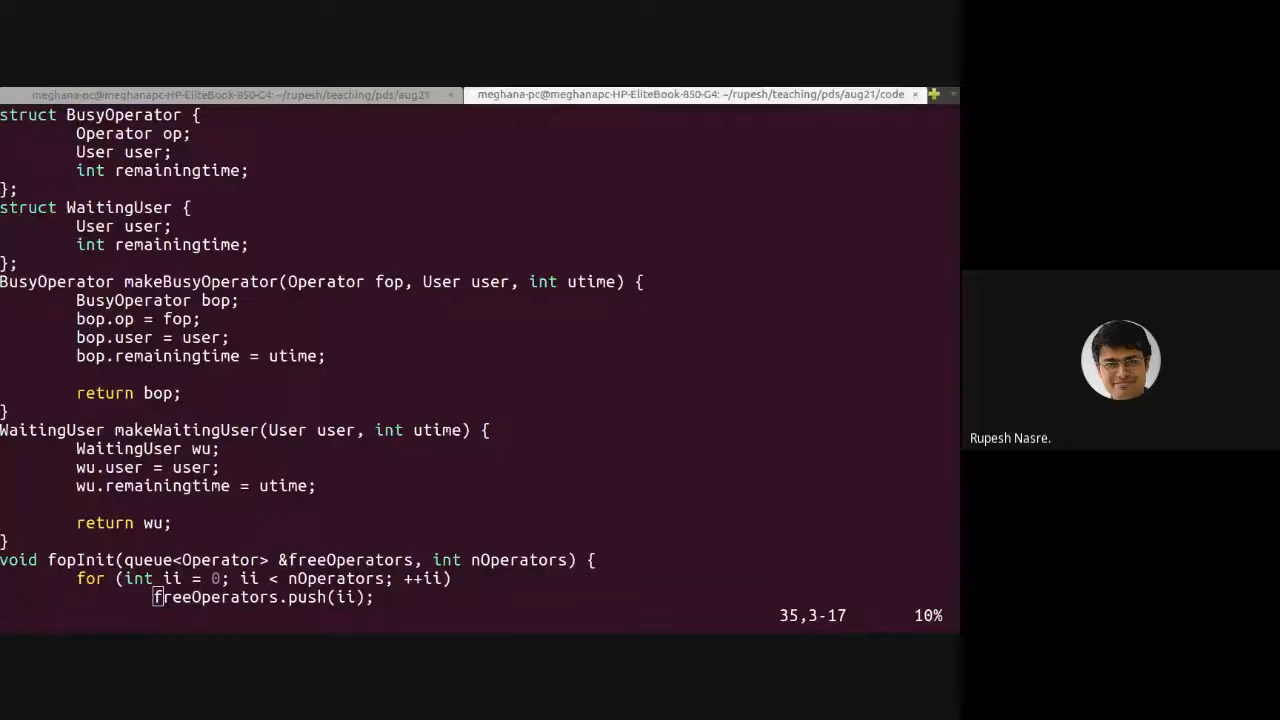 meghana-pc@meghanapc-HP-EliteBook-850-G4: ~/rupesh/teaching/pds/aug21 × meghana-pc@meghanapc-HP-EliteBook-850-G4: ~/rupesh/teaching/pds/aug21/code ×
struct BusyOperator {
Operator op;
User user;
int remainingtime;
};
struct WaitingUser {
User user;
int remainingtime;
};
BusyOperator makeBusyOperator(Operator fop, User user, int utime) {
BusyOperator bop;
bop.op = fop;
bop.user = user;
bop.remainingtime = utime;
return bop;
}
WaitingUser makeWaitingUser(User user, int utime) {
WaitingUser wu;
wu.user = user;
wu.remainingtime = utime;
return wu;
}
void fopInit(queue<Operator> &freeOperators, int nOperators) {
for (int ii = 0; ii < nOperators; ++ii)
freeOperators.push(ii);
35,3-17 10%
Rupesh Nasre.